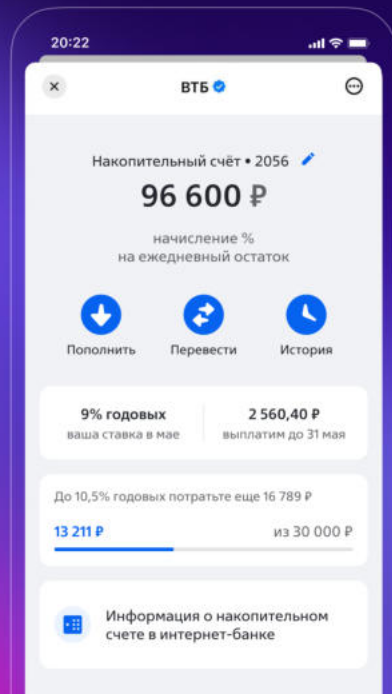 20:22
ВТБ
Накопительный счёт • 2056
96 600 ₽
начисление %
на ежедневный остаток
Пополнить Перевести История
9% годовых 2 560,40 ₽
ваша ставка в мае выплатим до 31 мая
До 10,5% годовых потратьте еще 16 789 ₽
13 211 ₽ из 30 000 ₽
Информация о накопительном
счете в интернет-банке